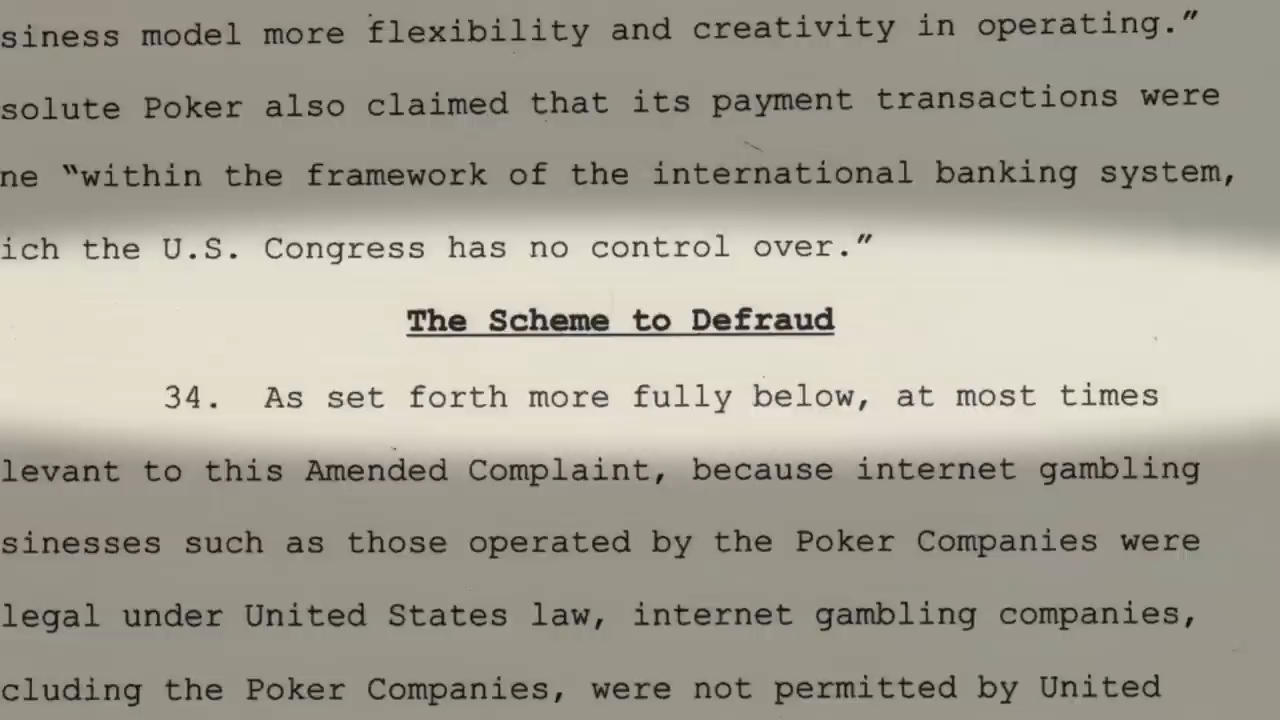 siness model more flexibility and creativity in operating.”
solute Poker also claimed that its payment transactions were
ne “within the framework of the international banking system,
ich the U.S. Congress has no control over.”
The Scheme to Defraud
34. As set forth more fully below, at most times
levant to this Amended Complaint, because internet gambling
sinesses such as those operated by the Poker Companies were
legal under United States law, internet gambling companies,
cluding the Poker Companies, were not permitted by United